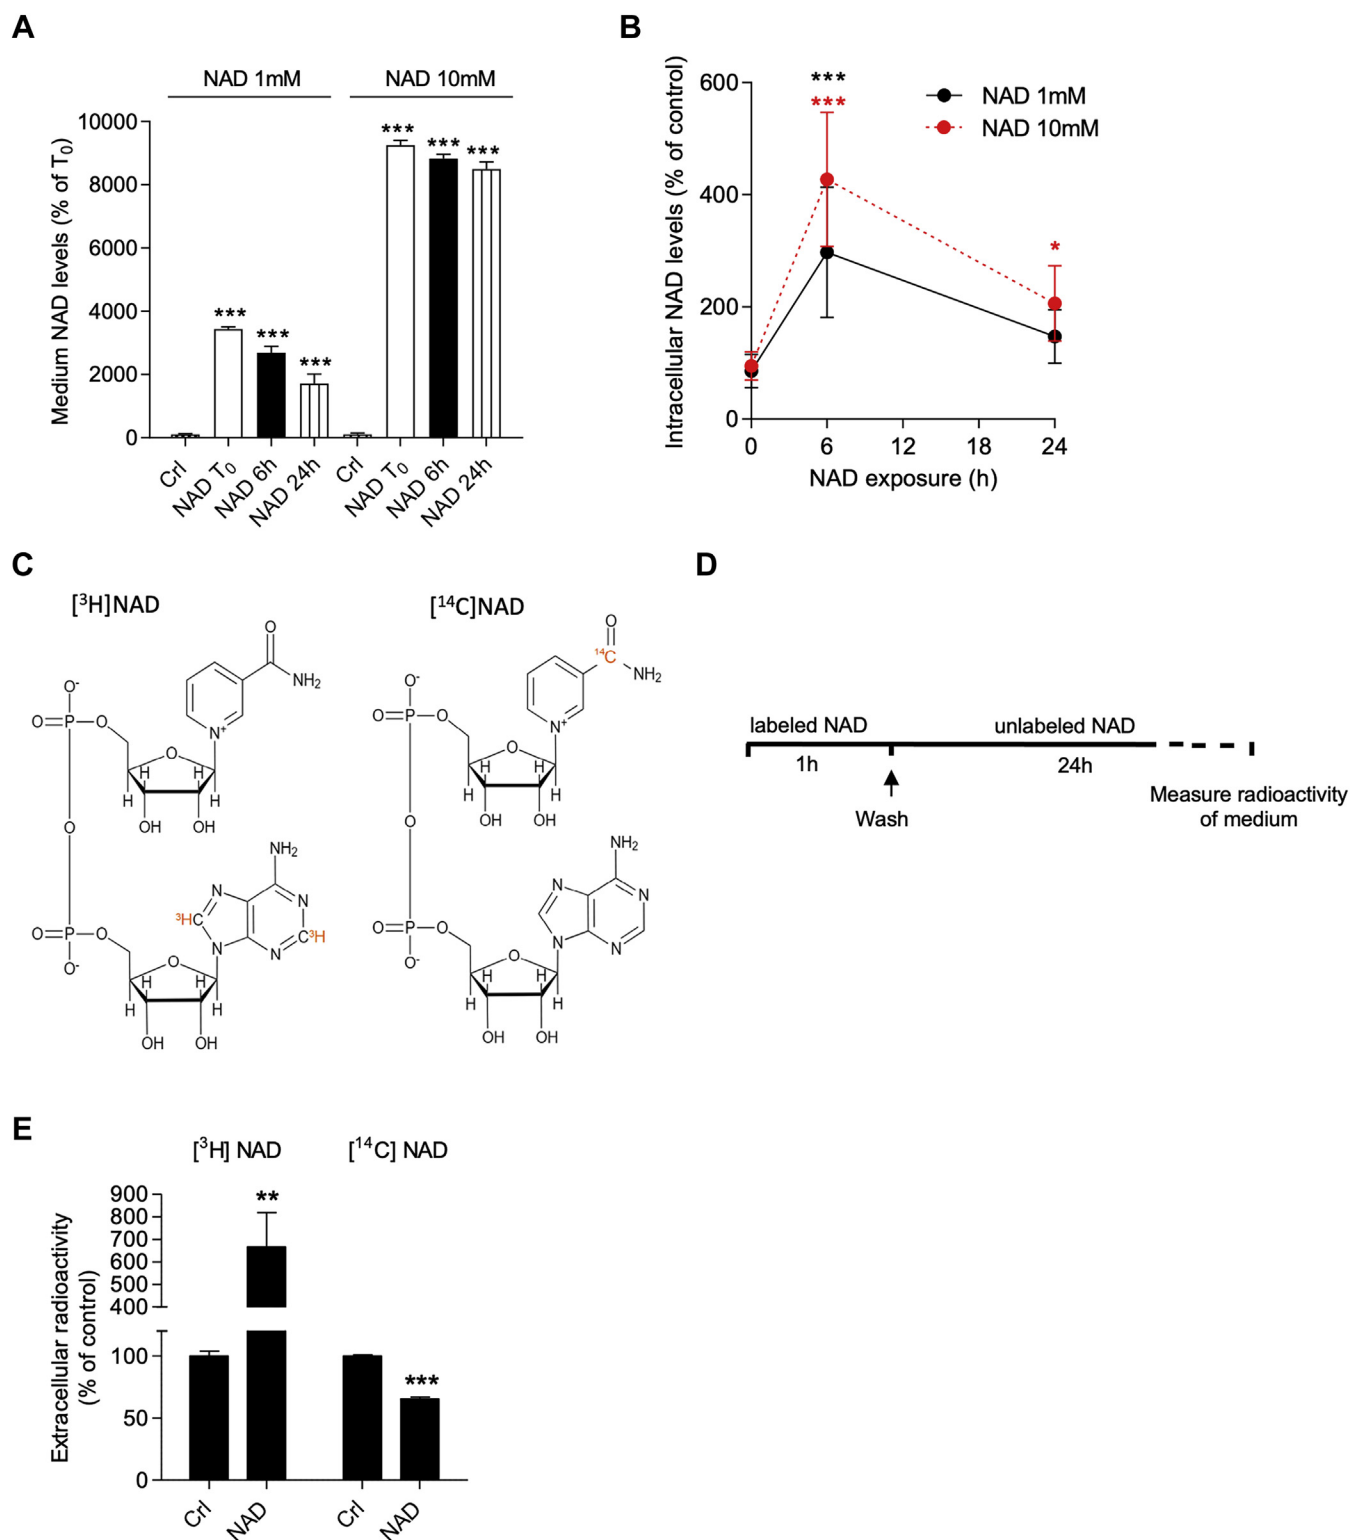 A
NAD 1mM
NAD 10mM
Medium NAD levels (% of T0)
10000
8000
6000
4000
2000
0
***
***
***
***
***
***
Crl
NAD T0
NAD 6h
NAD 24h
Crl
NAD T0
NAD 6h
NAD 24h
B
Intracellular NAD levels (% of control)
600
400
200
0
***
***
*
NAD 1mM
NAD 10mM
0
6
12
18
24
NAD exposure (h)
C
[3H]NAD
O
NH2
N+
O-
O=P
O
O
H
H
H
H
OH
OH
O
NH2
N
N
N
N
3HC
C3H
O=P
O
O-
O
H
H
H
H
OH
OH
[14C]NAD
O
14C
NH2
N+
O-
O=P
O
O
H
H
H
H
OH
OH
O
NH2
N
N
N
N
O=P
O
O-
O
H
H
H
H
OH
OH
D
labeled NAD
unlabeled NAD
1h
24h
Wash
Measure radioactivity
of medium
E
[3H] NAD
[14C] NAD
Extracellular radioactivity
(% of control)
900
800
700
600
500
400
100
50
0
**
***
Crl
NAD
Crl
NAD